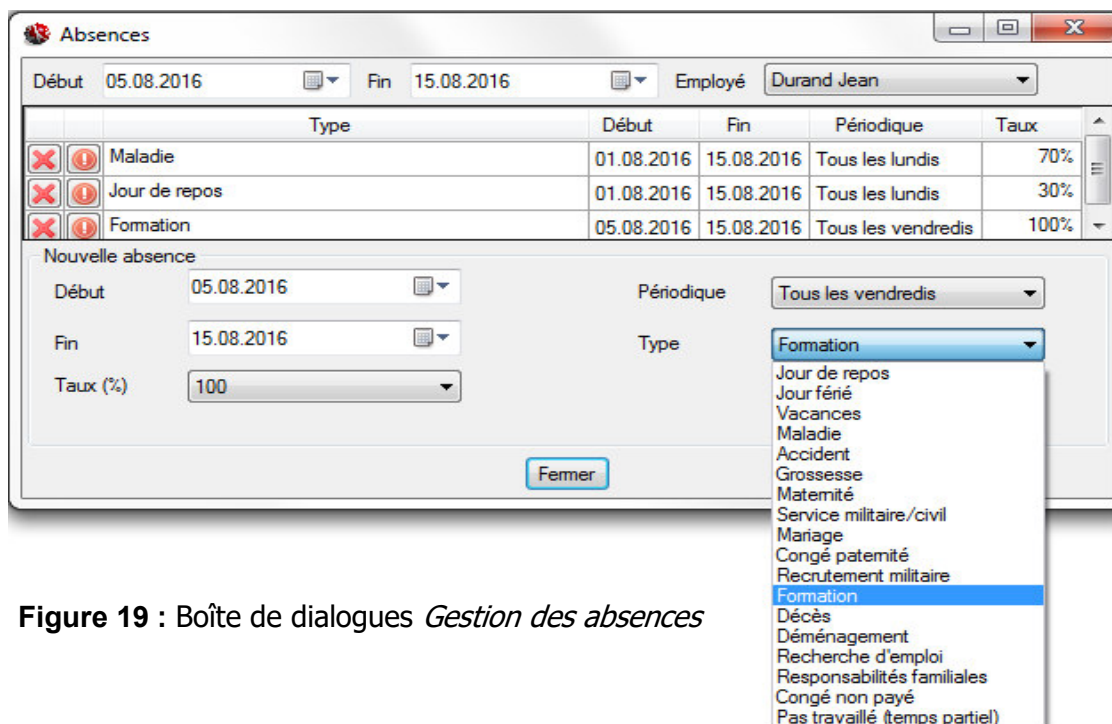 Absences
Début 05.08.2016 Fin 15.08.2016 Employé Durand Jean
Type Début Fin Périodique Taux
Maladie 01.08.2016 15.08.2016 Tous les lundis 70%
Jour de repos 01.08.2016 15.08.2016 Tous les lundis 30%
Formation 05.08.2016 15.08.2016 Tous les vendredis 100%
Nouvelle absence
Début 05.08.2016 Périodique Tous les vendredis
Fin 15.08.2016 Type Formation
Taux (%) 100
Jour de repos
Jour férié
Vacances
Maladie
Accident
Grossesse
Maternité
Service militaire/civil
Mariage
Congé paternité
Recrutement militaire
Formation
Décès
Déménagement
Recherche d'emploi
Responsabilités familiales
Congé non payé
Pas travaillé (temps partiel)
Fermer
Figure 19 : Boîte de dialogues Gestion des absences